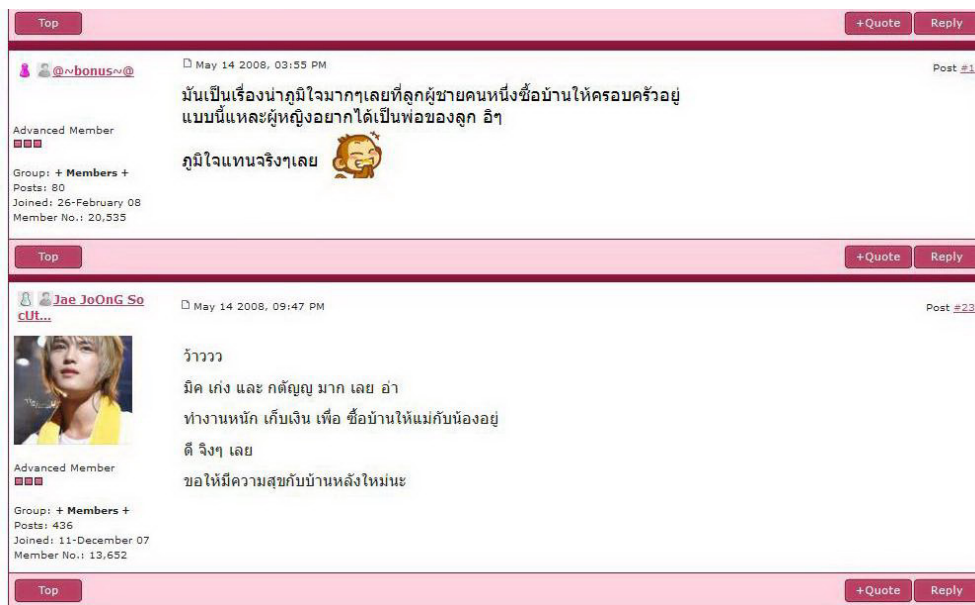 Top
+Quote
Reply
@~bonus~@
May 14 2008, 03:55 PM
Post #1
มันเป็นเรื่องน่าภูมิใจมากๆเลยที่ลูกผู้ชายคนหนึ่งซื้อบ้านให้ครอบครัวอยู่
แบบนี้แหละผู้หญิงอยากได้เป็นพ่อของลูก อิๆ
ภูมิใจแทนจริงๆเลย
Advanced Member
Group: + Members +
Posts: 80
Joined: 26-February 08
Member No.: 20,535
Top
+Quote
Reply
Jae JoOnG So
cUt...
May 14 2008, 09:47 PM
Post #23
ว้าววว
มิค เก่ง และ กตัญญู มาก เลย อ่า
ทำงานหนัก เก็บเงิน เพื่อ ซื้อบ้านให้แม่กับน้องอยู่
ดี จิงๆ เลย
ขอให้มีความสุขกับบ้านหลังใหม่นะ
Advanced Member
Group: + Members +
Posts: 436
Joined: 11-December 07
Member No.: 13,652
Top
+Quote
Reply